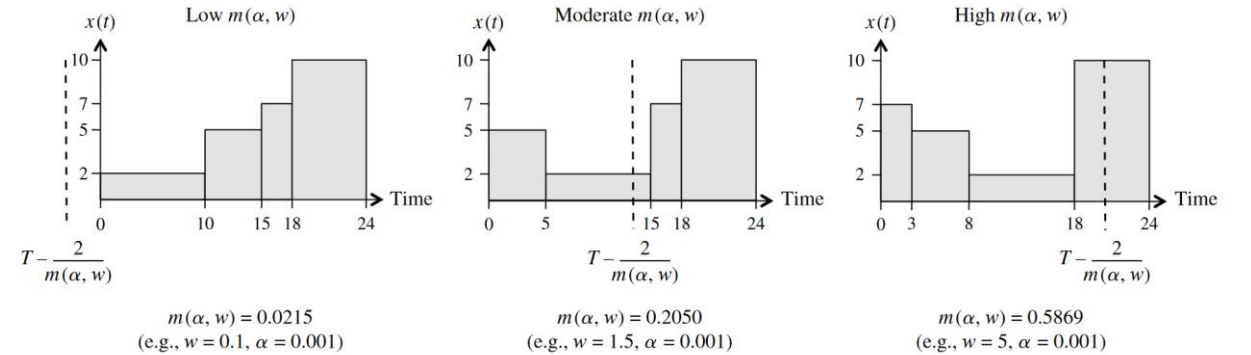 Low m(α, w)
x(t)
10
7
5
2
Time
0 10 15 18 24
T – 2
m(α, w)
m(α, w) = 0.0215
(e.g., w = 0.1, α = 0.001)
Moderate m(α, w)
x(t)
10
7
5
2
Time
0 5 15 18 24
T – 2
m(α, w)
m(α, w) = 0.2050
(e.g., w = 1.5, α = 0.001)
High m(α, w)
x(t)
10
7
5
2
Time
0 3 8 18 24
T – 2
m(α, w)
m(α, w) = 0.5869
(e.g., w = 5, α = 0.001)